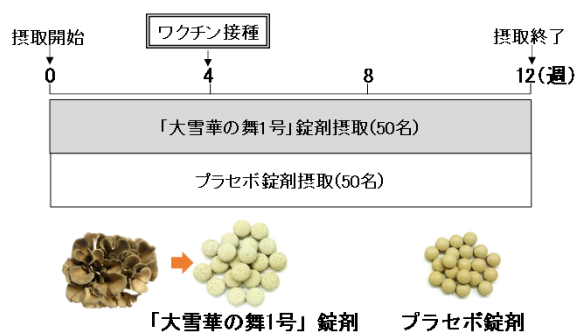 摂取開始 ワクチン接種 摂取終了
0 4 8 12(週)
「大雪華の舞1号」錠剤摂取(50名)
プラセボ錠剤摂取(50名)
「大雪華の舞1号」錠剤 プラセボ錠剤